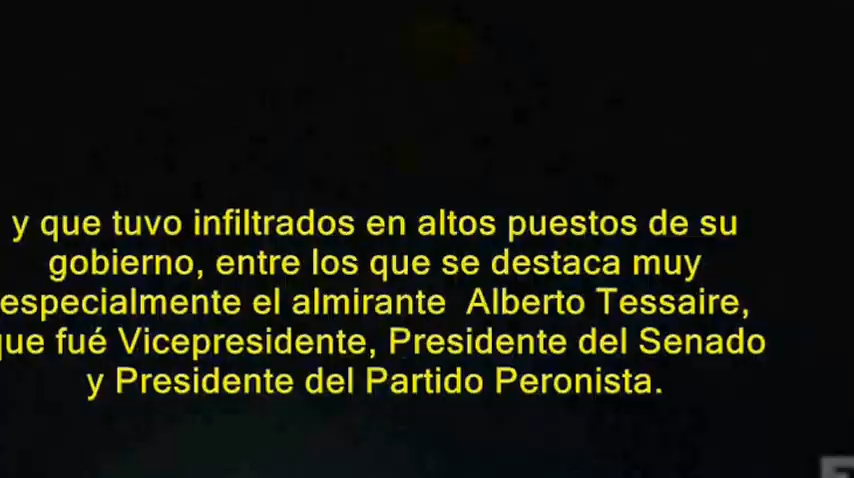 y que tuvo infiltrados en altos puestos de su
gobierno, entre los que se destaca muy
especialmente el almirante  Alberto Tessaire,
que fué Vicepresidente, Presidente del Senado
y Presidente del Partido Peronista.